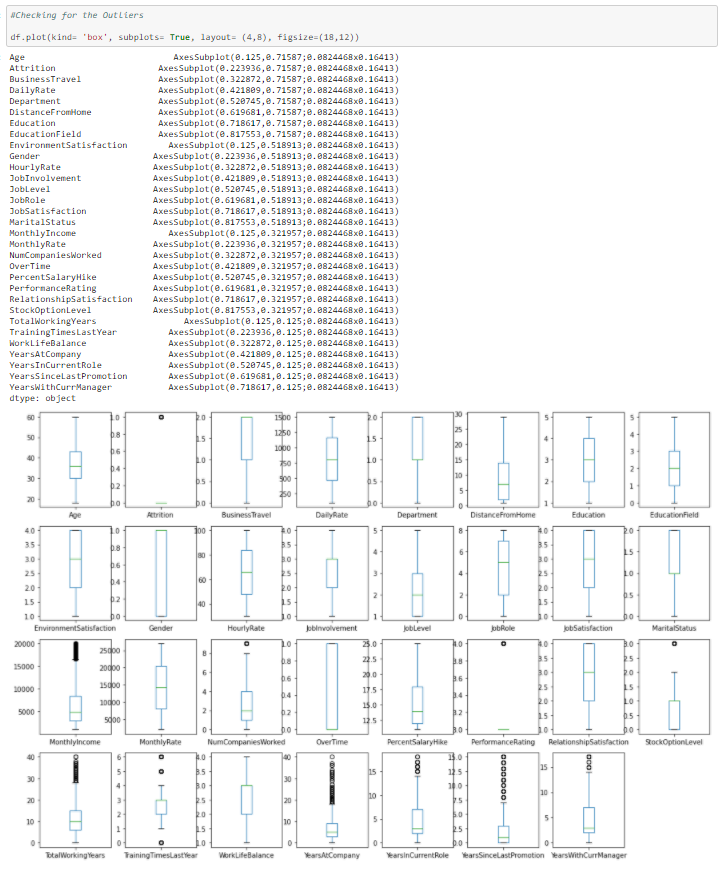 #Checking for the Outliers
df.plot(kind= 'box', subplots= True, layout= (4,8), figsize=(18,12))
Age AxesSubplot(0.125,0.71587;0.0824468x0.16413)
Attrition AxesSubplot(0.223936,0.71587;0.0824468x0.16413)
BusinessTravel AxesSubplot(0.322872,0.71587;0.0824468x0.16413)
DailyRate AxesSubplot(0.421809,0.71587;0.0824468x0.16413)
Department AxesSubplot(0.520745,0.71587;0.0824468x0.16413)
DistanceFromHome AxesSubplot(0.619681,0.71587;0.0824468x0.16413)
Education AxesSubplot(0.718617,0.71587;0.0824468x0.16413)
EducationField AxesSubplot(0.817553,0.71587;0.0824468x0.16413)
EnvironmentSatisfaction AxesSubplot(0.125,0.518913;0.0824468x0.16413)
Gender AxesSubplot(0.223936,0.518913;0.0824468x0.16413)
HourlyRate AxesSubplot(0.322872,0.518913;0.0824468x0.16413)
JobInvolvement AxesSubplot(0.421809,0.518913;0.0824468x0.16413)
JobLevel AxesSubplot(0.520745,0.518913;0.0824468x0.16413)
JobRole AxesSubplot(0.619681,0.518913;0.0824468x0.16413)
JobSatisfaction AxesSubplot(0.718617,0.518913;0.0824468x0.16413)
MaritalStatus AxesSubplot(0.817553,0.518913;0.0824468x0.16413)
MonthlyIncome AxesSubplot(0.125,0.321957;0.0824468x0.16413)
MonthlyRate AxesSubplot(0.223936,0.321957;0.0824468x0.16413)
NumCompaniesWorked AxesSubplot(0.322872,0.321957;0.0824468x0.16413)
OverTime AxesSubplot(0.421809,0.321957;0.0824468x0.16413)
PercentSalaryHike AxesSubplot(0.520745,0.321957;0.0824468x0.16413)
PerformanceRating AxesSubplot(0.619681,0.321957;0.0824468x0.16413)
RelationshipSatisfaction AxesSubplot(0.718617,0.321957;0.0824468x0.16413)
StockOptionLevel AxesSubplot(0.817553,0.321957;0.0824468x0.16413)
TotalWorkingYears AxesSubplot(0.125,0.125;0.0824468x0.16413)
TrainingTimesLastYear AxesSubplot(0.223936,0.125;0.0824468x0.16413)
WorkLifeBalance AxesSubplot(0.322872,0.125;0.0824468x0.16413)
YearsAtCompany AxesSubplot(0.421809,0.125;0.0824468x0.16413)
YearsInCurrentRole AxesSubplot(0.520745,0.125;0.0824468x0.16413)
YearsSinceLastPromotion AxesSubplot(0.619681,0.125;0.0824468x0.16413)
YearsWithCurrManager AxesSubplot(0.718617,0.125;0.0824468x0.16413)
dtype: object
60 50 40 30 20
1.0 0.8 0.6 0.4 0.2 0.0
2.0 1.5 1.0 0.5 0.0
1500 1250 1000 750 500 250
2.0 1.5 1.0 0.5 0.0
30 25 20 15 10 5 0
5 4 3 2 1
5 4 3 2 1 0
Age Attrition BusinessTravel DailyRate Department DistanceFromHome Education EducationField
4.0 3.5 3.0 2.5 2.0 1.5 1.0
1.0 0.8 0.6 0.4 0.2 0.0
100 80 60 40
4.0 3.5 3.0 2.5 2.0 1.5 1.0
5 4 3 2 1
8 6 4 2 0
4.0 3.5 3.0 2.5 2.0 1.5 1.0
2.0 1.5 1.0 0.5 0.0
EnvironmentSatisfaction Gender HourlyRate JobInvolvement JobLevel JobRole JobSatisfaction MaritalStatus
20000 15000 10000 5000
25000 20000 15000 10000 5000
8 6 4 2 0
1.0 0.8 0.6 0.4 0.2 0.0
25.0 22.5 20.0 17.5 15.0 12.5
4.0 3.8 3.6 3.4 3.2 3.0
4.0 3.5 3.0 2.5 2.0 1.5 1.0
3.0 2.5 2.0 1.5 1.0 0.5 0.0
MonthlyIncome MonthlyRate NumCompaniesWorked OverTime PercentSalaryHike PerformanceRating RelationshipSatisfaction StockOptionLevel
40 30 20 10 0
6 5 4 3 2 1 0
4.0 3.5 3.0 2.5 2.0 1.5 1.0
40 30 20 10 0
15 10 5 0
15.0 12.5 10.0 7.5 5.0 2.5 0.0
15 10 5 0
TotalWorkingYears TrainingTimesLastYear WorkLifeBalance YearsAtCompany YearsInCurrentRole YearsSinceLastPromotion YearsWithCurrManager